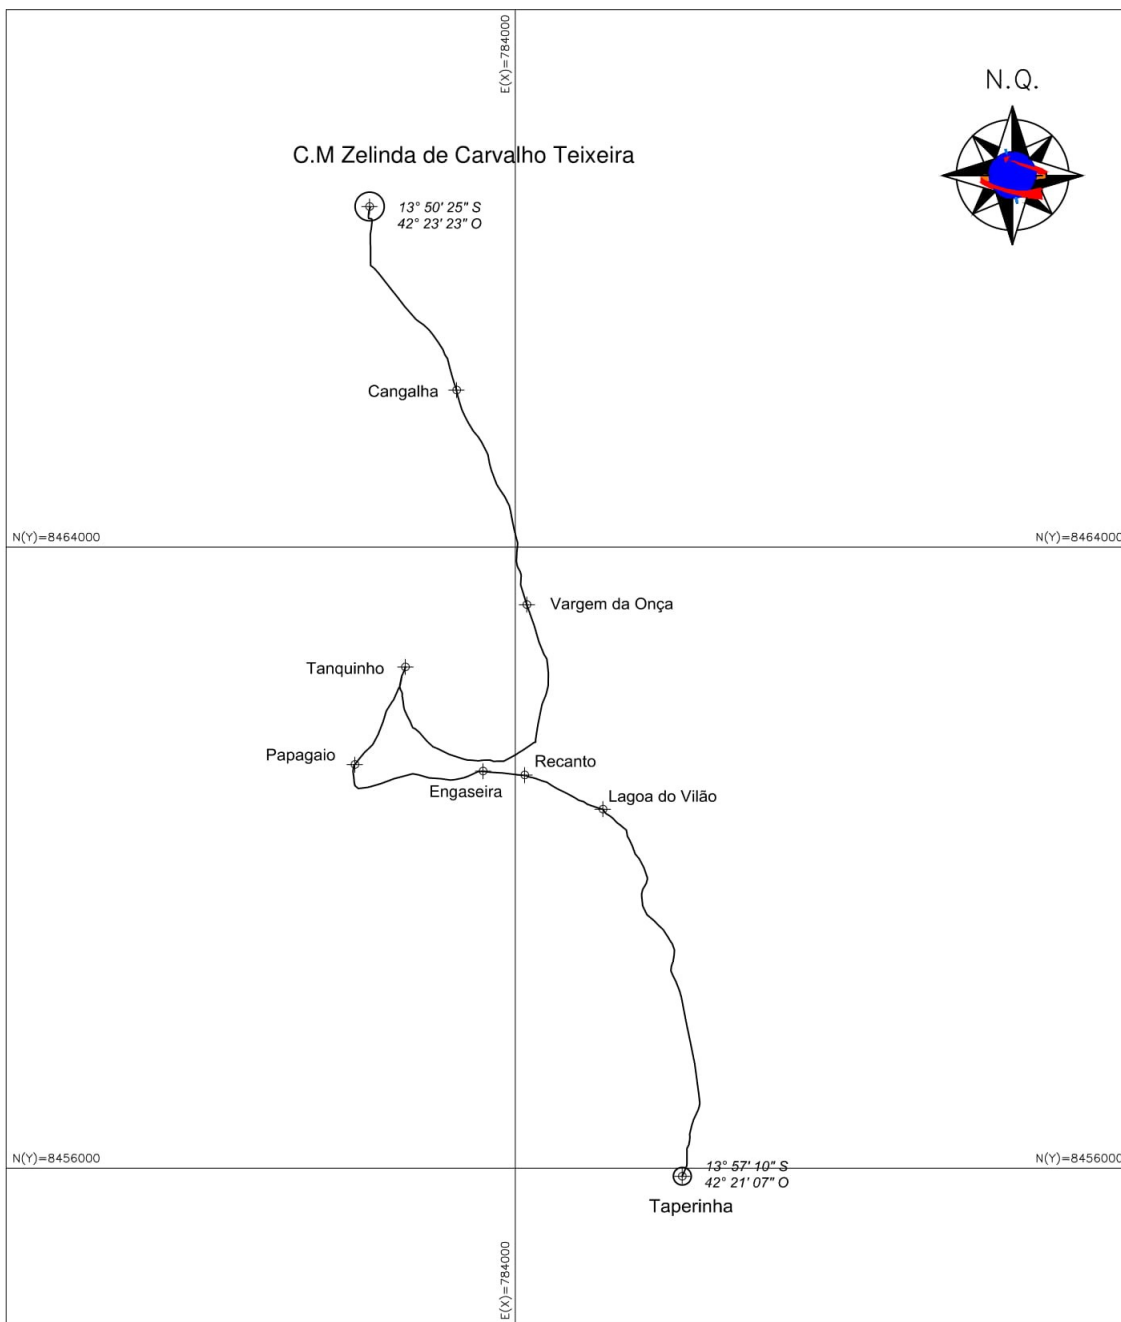 E(X)=784000
N.Q.
C.M Zelinda de Carvalho Teixeira
13° 50' 25" S
42° 23' 23" O
Cangalha
N(Y)=8464000
N(Y)=8464000
Vargem da Onça
Tanquinho
Papagaio
Recanto
Engaseira
Lagoa do Vilão
N(Y)=8456000
N(Y)=8456000
13° 57' 10" S
42° 21' 07" O
Taperinha
E(X)=784000